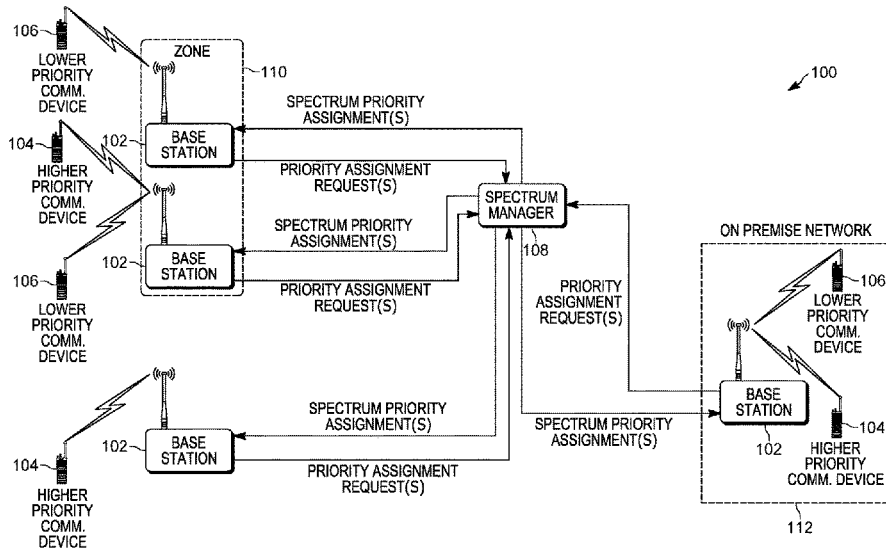 106
LOWER
PRIORITY
COMM.
DEVICE
104
HIGHER
PRIORITY
COMM.
DEVICE
106
LOWER
PRIORITY
COMM.
DEVICE
104
HIGHER
PRIORITY
COMM.
DEVICE
ZONE
110
102
BASE
STATION
102
BASE
STATION
102
BASE
STATION
SPECTRUM PRIORITY
ASSIGNMENT(S)
PRIORITY ASSIGNMENT
REQUEST(S)
SPECTRUM PRIORITY
ASSIGNMENT(S)
PRIORITY ASSIGNMENT
REQUEST(S)
SPECTRUM PRIORITY
ASSIGNMENT(S)
PRIORITY ASSIGNMENT
REQUEST(S)
SPECTRUM
MANAGER
108
100
PRIORITY
ASSIGNMENT
REQUEST(S)
SPECTRUM PRIORITY
ASSIGNMENT(S)
ON PREMISE NETWORK
106
LOWER
PRIORITY
COMM.
DEVICE
BASE
STATION
102
104
HIGHER
PRIORITY
COMM. DEVICE
112